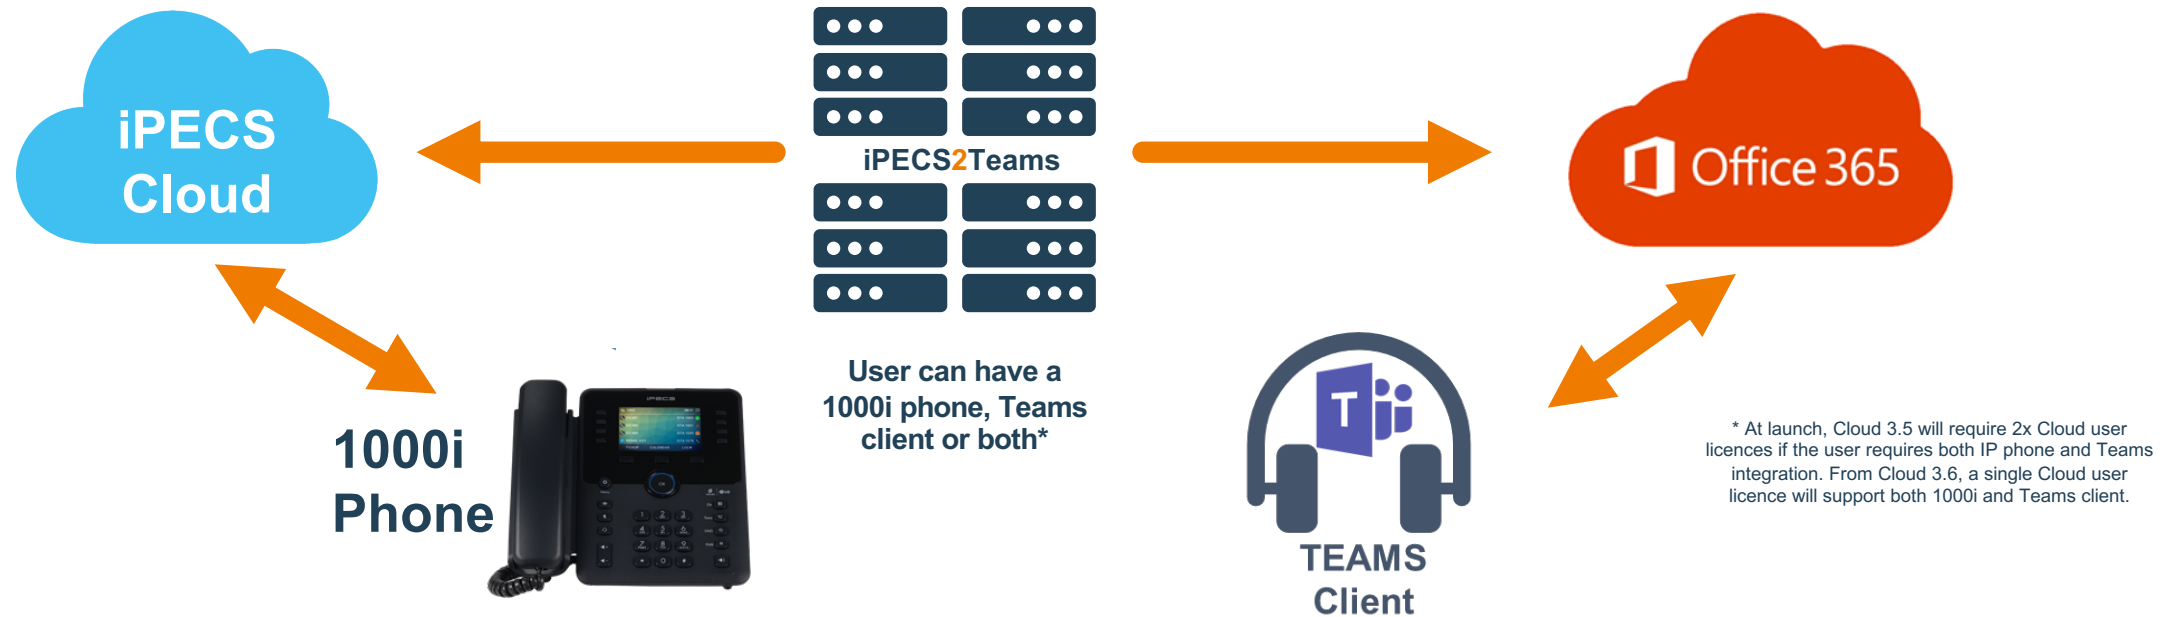 iPECS
Cloud
iPECS2Teams
Office 365
User can have a
1000i phone, Teams
client or both*
1000i
Phone
iPECS
OK
T
TEAMS
Client
* At launch, Cloud 3.5 will require 2x Cloud user
licences if the user requires both IP phone and Teams
integration. From Cloud 3.6, a single Cloud user
licence will support both 1000i and Teams client.